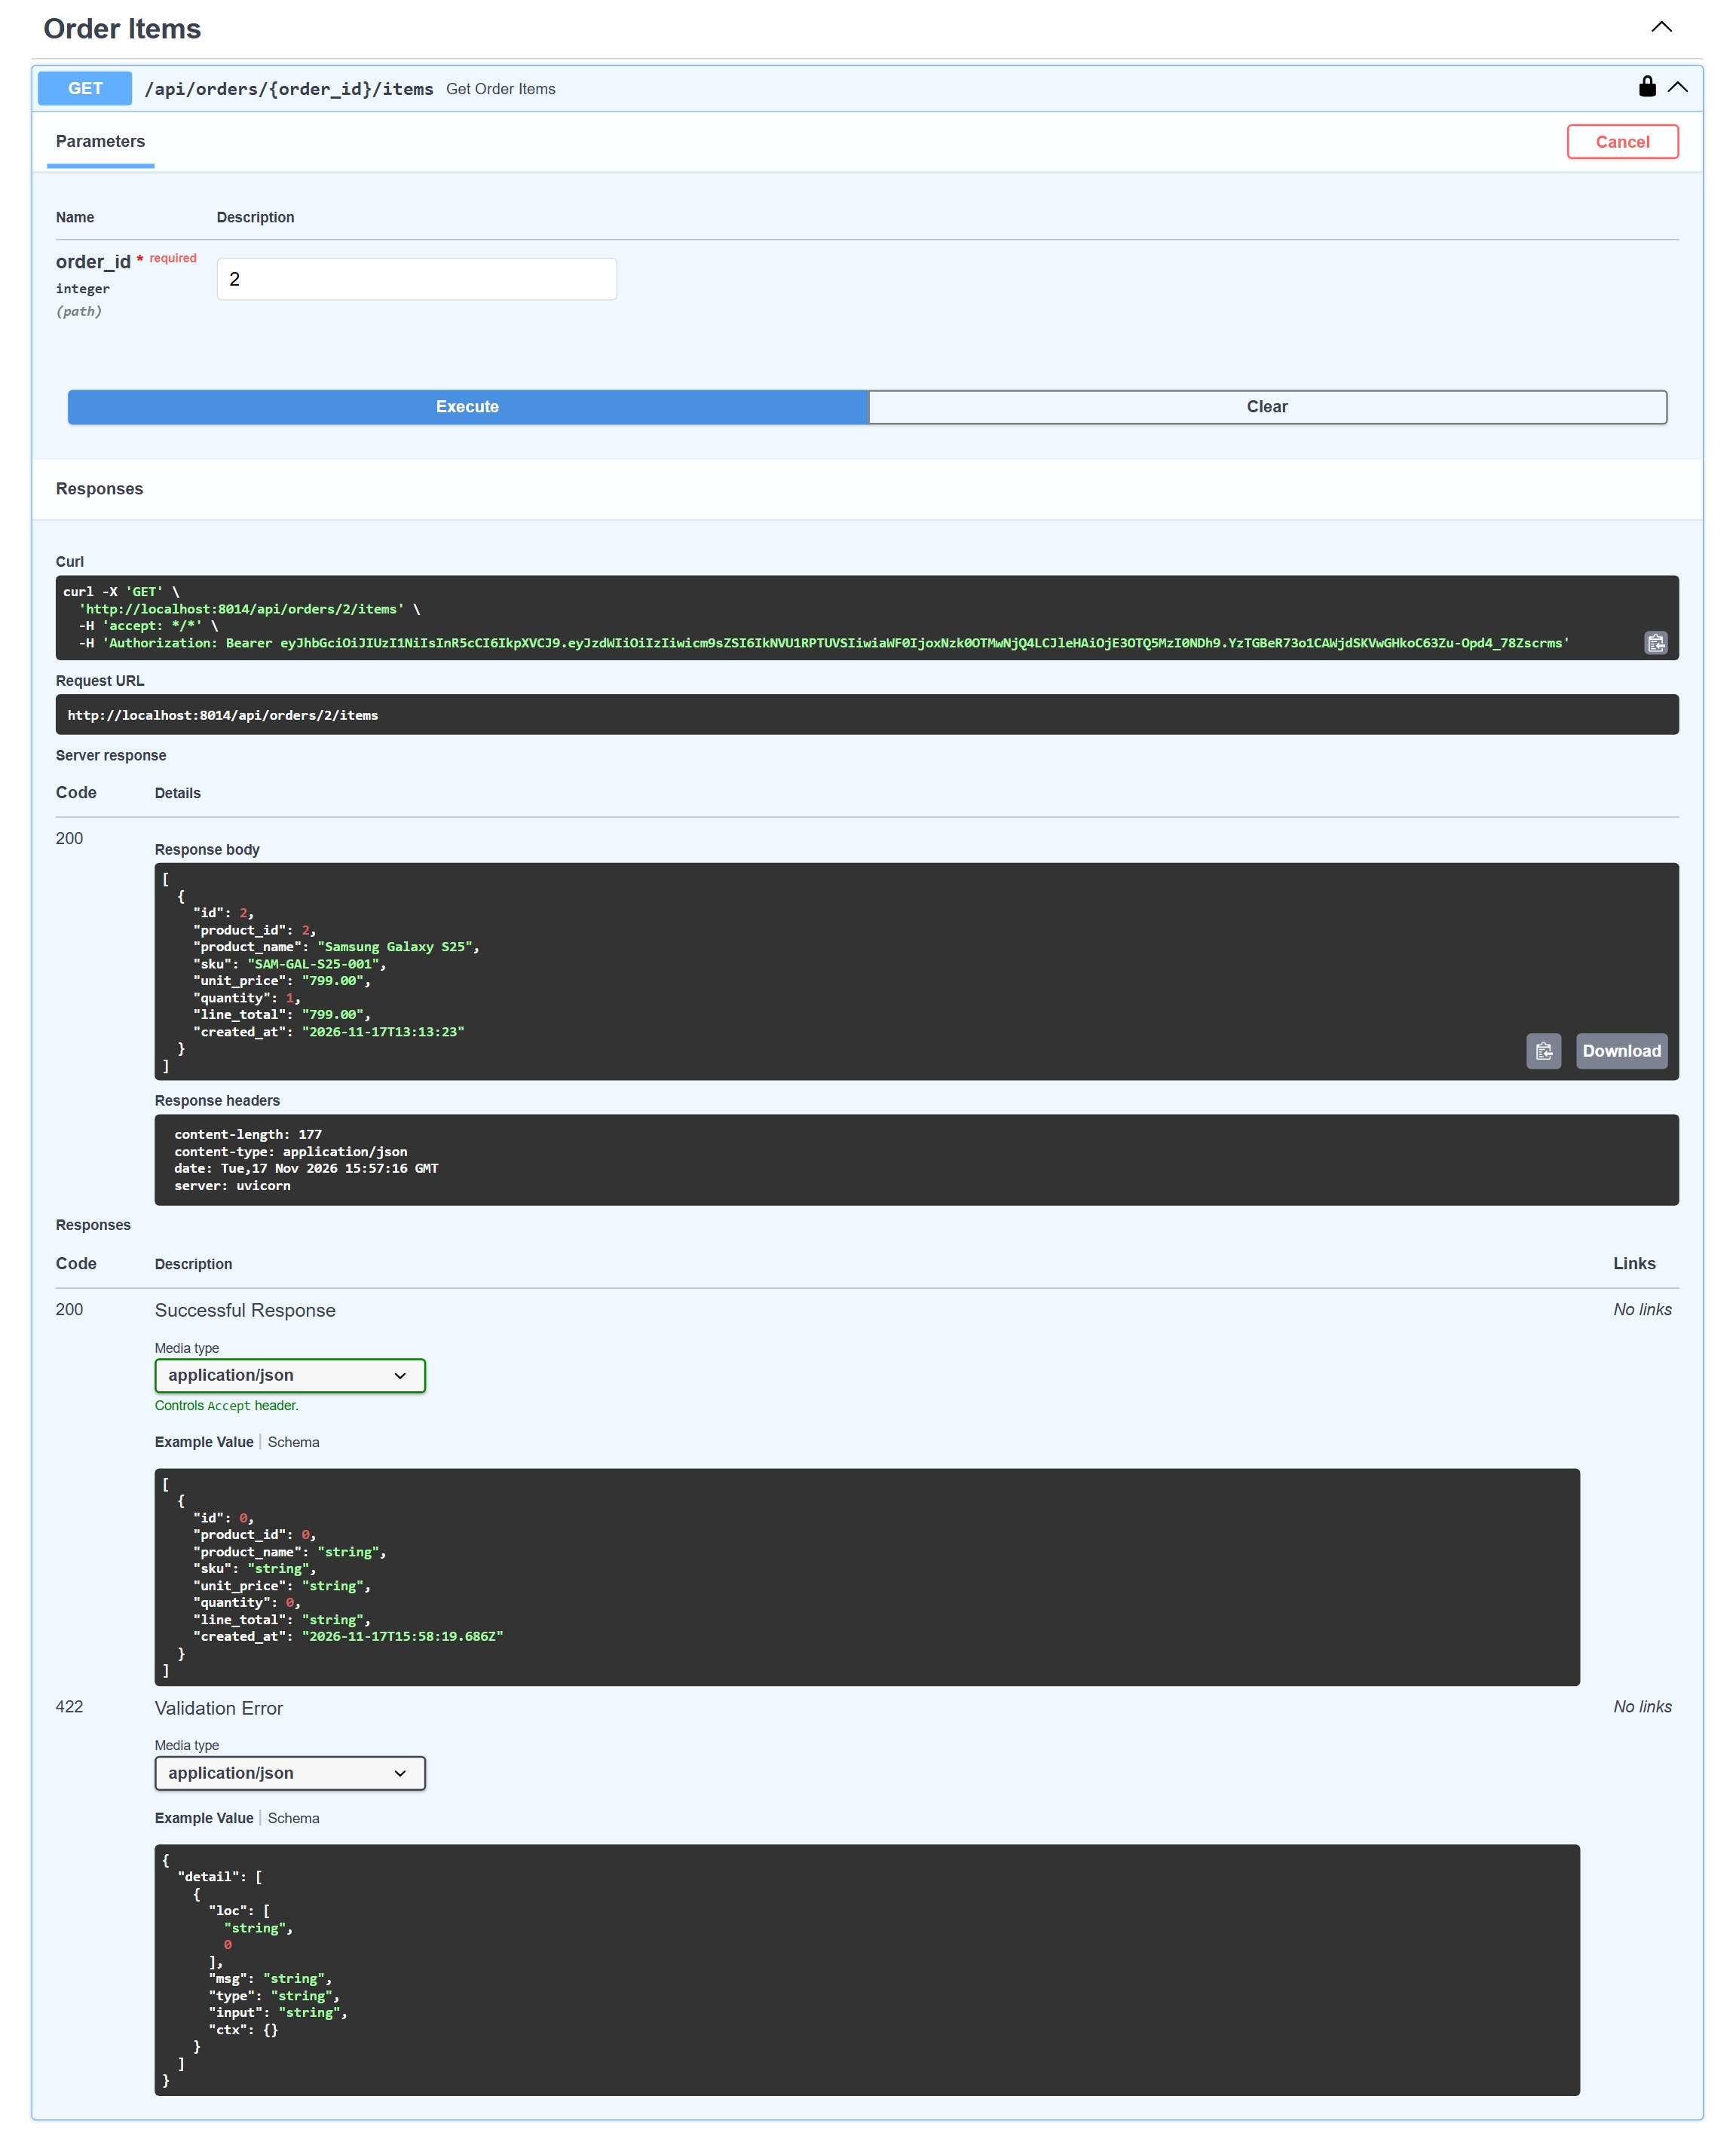 Order Items
GET /api/orders/{order_id}/items Get Order Items
Parameters
Cancel
Name Description
order_id * required
integer
(path)
2
Execute
Clear
Responses
Curl
curl -X 'GET' \
  'http://localhost:8014/api/orders/2/items' \
  -H 'accept: */*' \
  -H 'Authorization: Bearer eyJhbGciOiJIUzI1NiIsInR5cCI6IkpXVCJ9.eyJzdWIiOiIzIiwicm9sZSI6IkNVU1RPTUVSIiwiaWF0IjoxNzk0OTMwNjQ4LCJleHAiOjE3OTQ5MzI0NDh9.YzTGBeR73o1CAWjdSKVwGHkoC63Zu-Opd4_78Zscrms'
Request URL
http://localhost:8014/api/orders/2/items
Server response
Code Details
200
Response body
[
  {
    "id": 2,
    "product_id": 2,
    "product_name": "Samsung Galaxy S25",
    "sku": "SAM-GAL-S25-001",
    "unit_price": "799.00",
    "quantity": 1,
    "line_total": "799.00",
    "created_at": "2026-11-17T13:13:23"
  }
]
Download
Response headers
content-length: 177
content-type: application/json
date: Tue,17 Nov 2026 15:57:16 GMT
server: uvicorn
Responses
Code Description Links
200 Successful Response No links
Media type
application/json
Controls Accept header.
Example Value | Schema
[
  {
    "id": 0,
    "product_id": 0,
    "product_name": "string",
    "sku": "string",
    "unit_price": "string",
    "quantity": 0,
    "line_total": "string",
    "created_at": "2026-11-17T15:58:19.686Z"
  }
]
422 Validation Error No links
Media type
application/json
Example Value | Schema
{
  "detail": [
    {
      "loc": [
        "string",
        0
      ],
      "msg": "string",
      "type": "string",
      "input": "string",
      "ctx": {}
    }
  ]
}